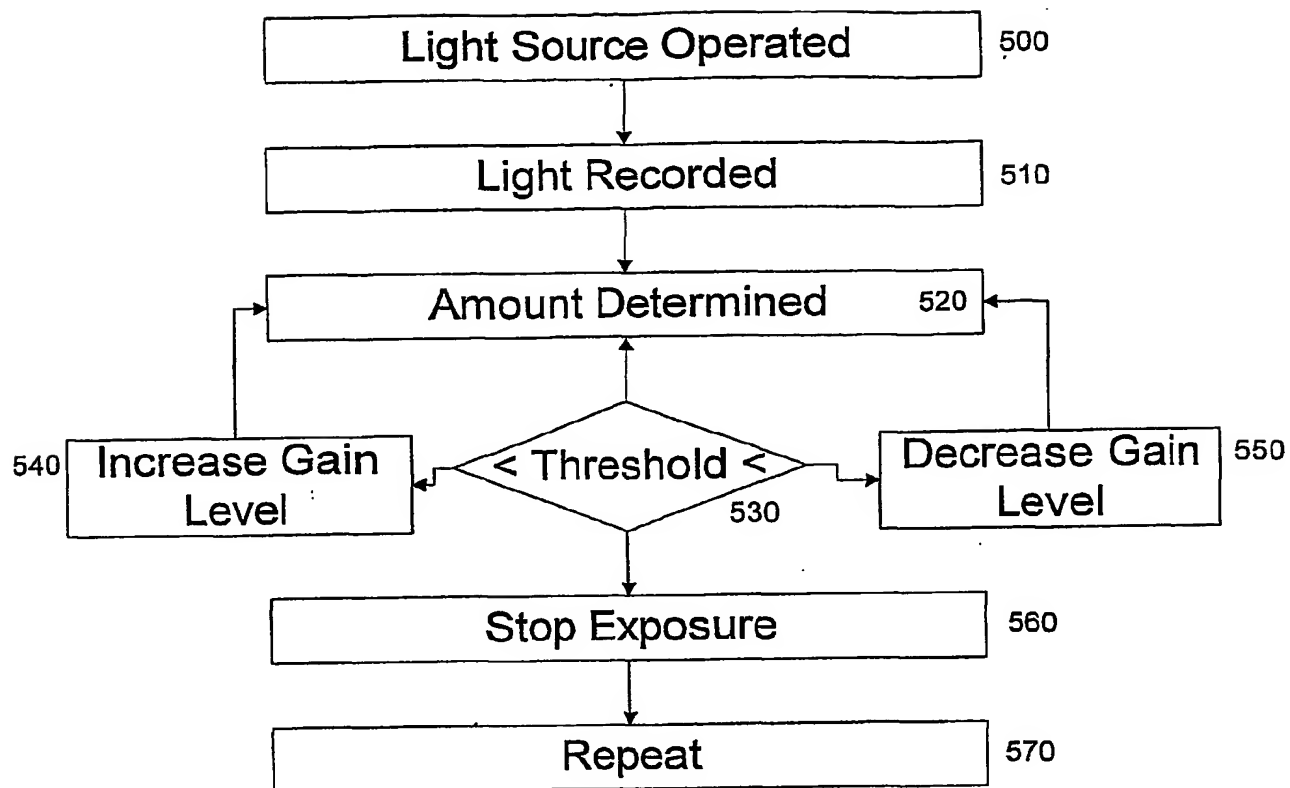 Light Source Operated 500
Light Recorded 510
Amount Determined 520
540 Increase Gain
Level
< Threshold <
530
Decrease Gain 550
Level
Stop Exposure 560
Repeat 570